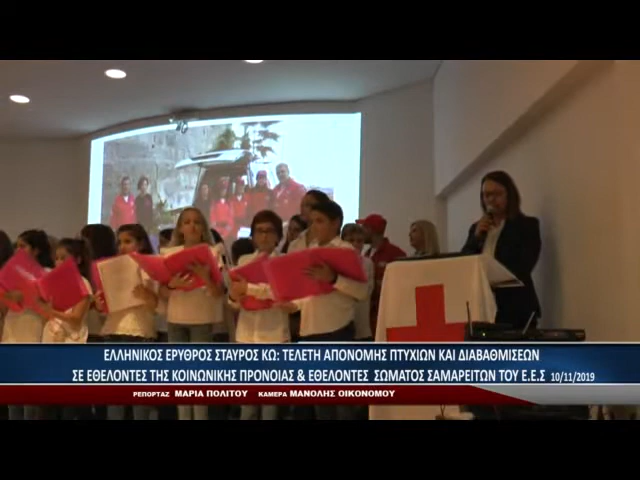 ΕΛΛΗΝΙΚΟΣ ΕΡΥΘΡΟΣ ΣΤΑΥΡΟΣ ΚΩ: ΤΕΛΕΤΗ ΑΠΟΝΟΜΗΣ ΠΤΥΧΙΩΝ ΚΑΙ ΔΙΑΒΑΘΜΙΣΕΩΝ
ΣΕ ΕΘΕΛΟΝΤΕΣ ΤΗΣ ΚΟΙΝΩΝΙΚΗΣ ΠΡΟΝΟΙΑΣ & ΕΘΕΛΟΝΤΕΣ ΣΩΜΑΤΟΣ ΣΑΜΑΡΕΙΤΩΝ ΤΟΥ Ε.Ε.Σ 10/11/2019
ΡΕΠΟΡΤΑΖ ΜΑΡΙΑ ΠΟΛΙΤΟΥ ΚΑΜΕΡΑ ΜΑΝΟΛΗΣ ΟΙΚΟΝΟΜΟΥ